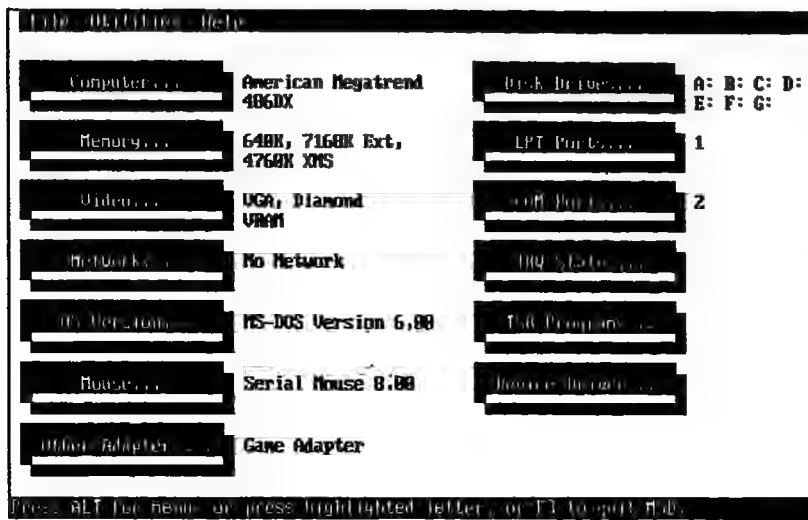 File Utilities Help
Computer... American Megatrend
486DX
Disk Drives... A: B: C: D:
E: F: G:
Memory... 640K, 7168K Ext,
4760K XMS
LPT Ports... 1
Video... VGA, Diamond
VRAM
COM Ports... 2
Network... No Network
IRQ Status...
OS Version... MS-DOS Version 6.00
TSR Programs...
Mouse... Serial Mouse 8.00
Device Drivers...
Other Adapters... Game Adapter
Press ALT for menu, or press highlighted letter, or F3 to quit